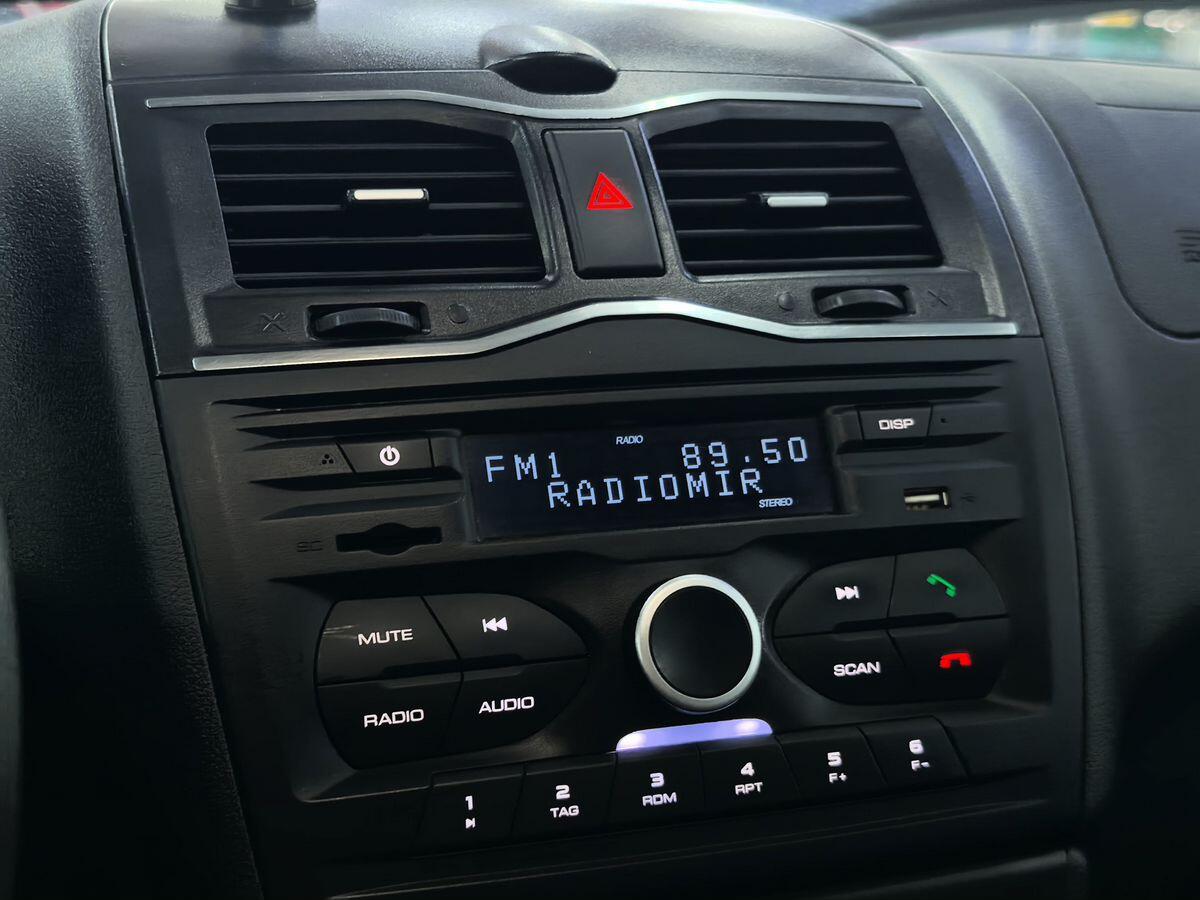 RADIO
FM1 89.50
RADIOMIR
STEREO
DISP
MUTE
RADIO
AUDIO
SCAN
1
2
TAG
3
RDM
4
RPT
5
F+
6
F-